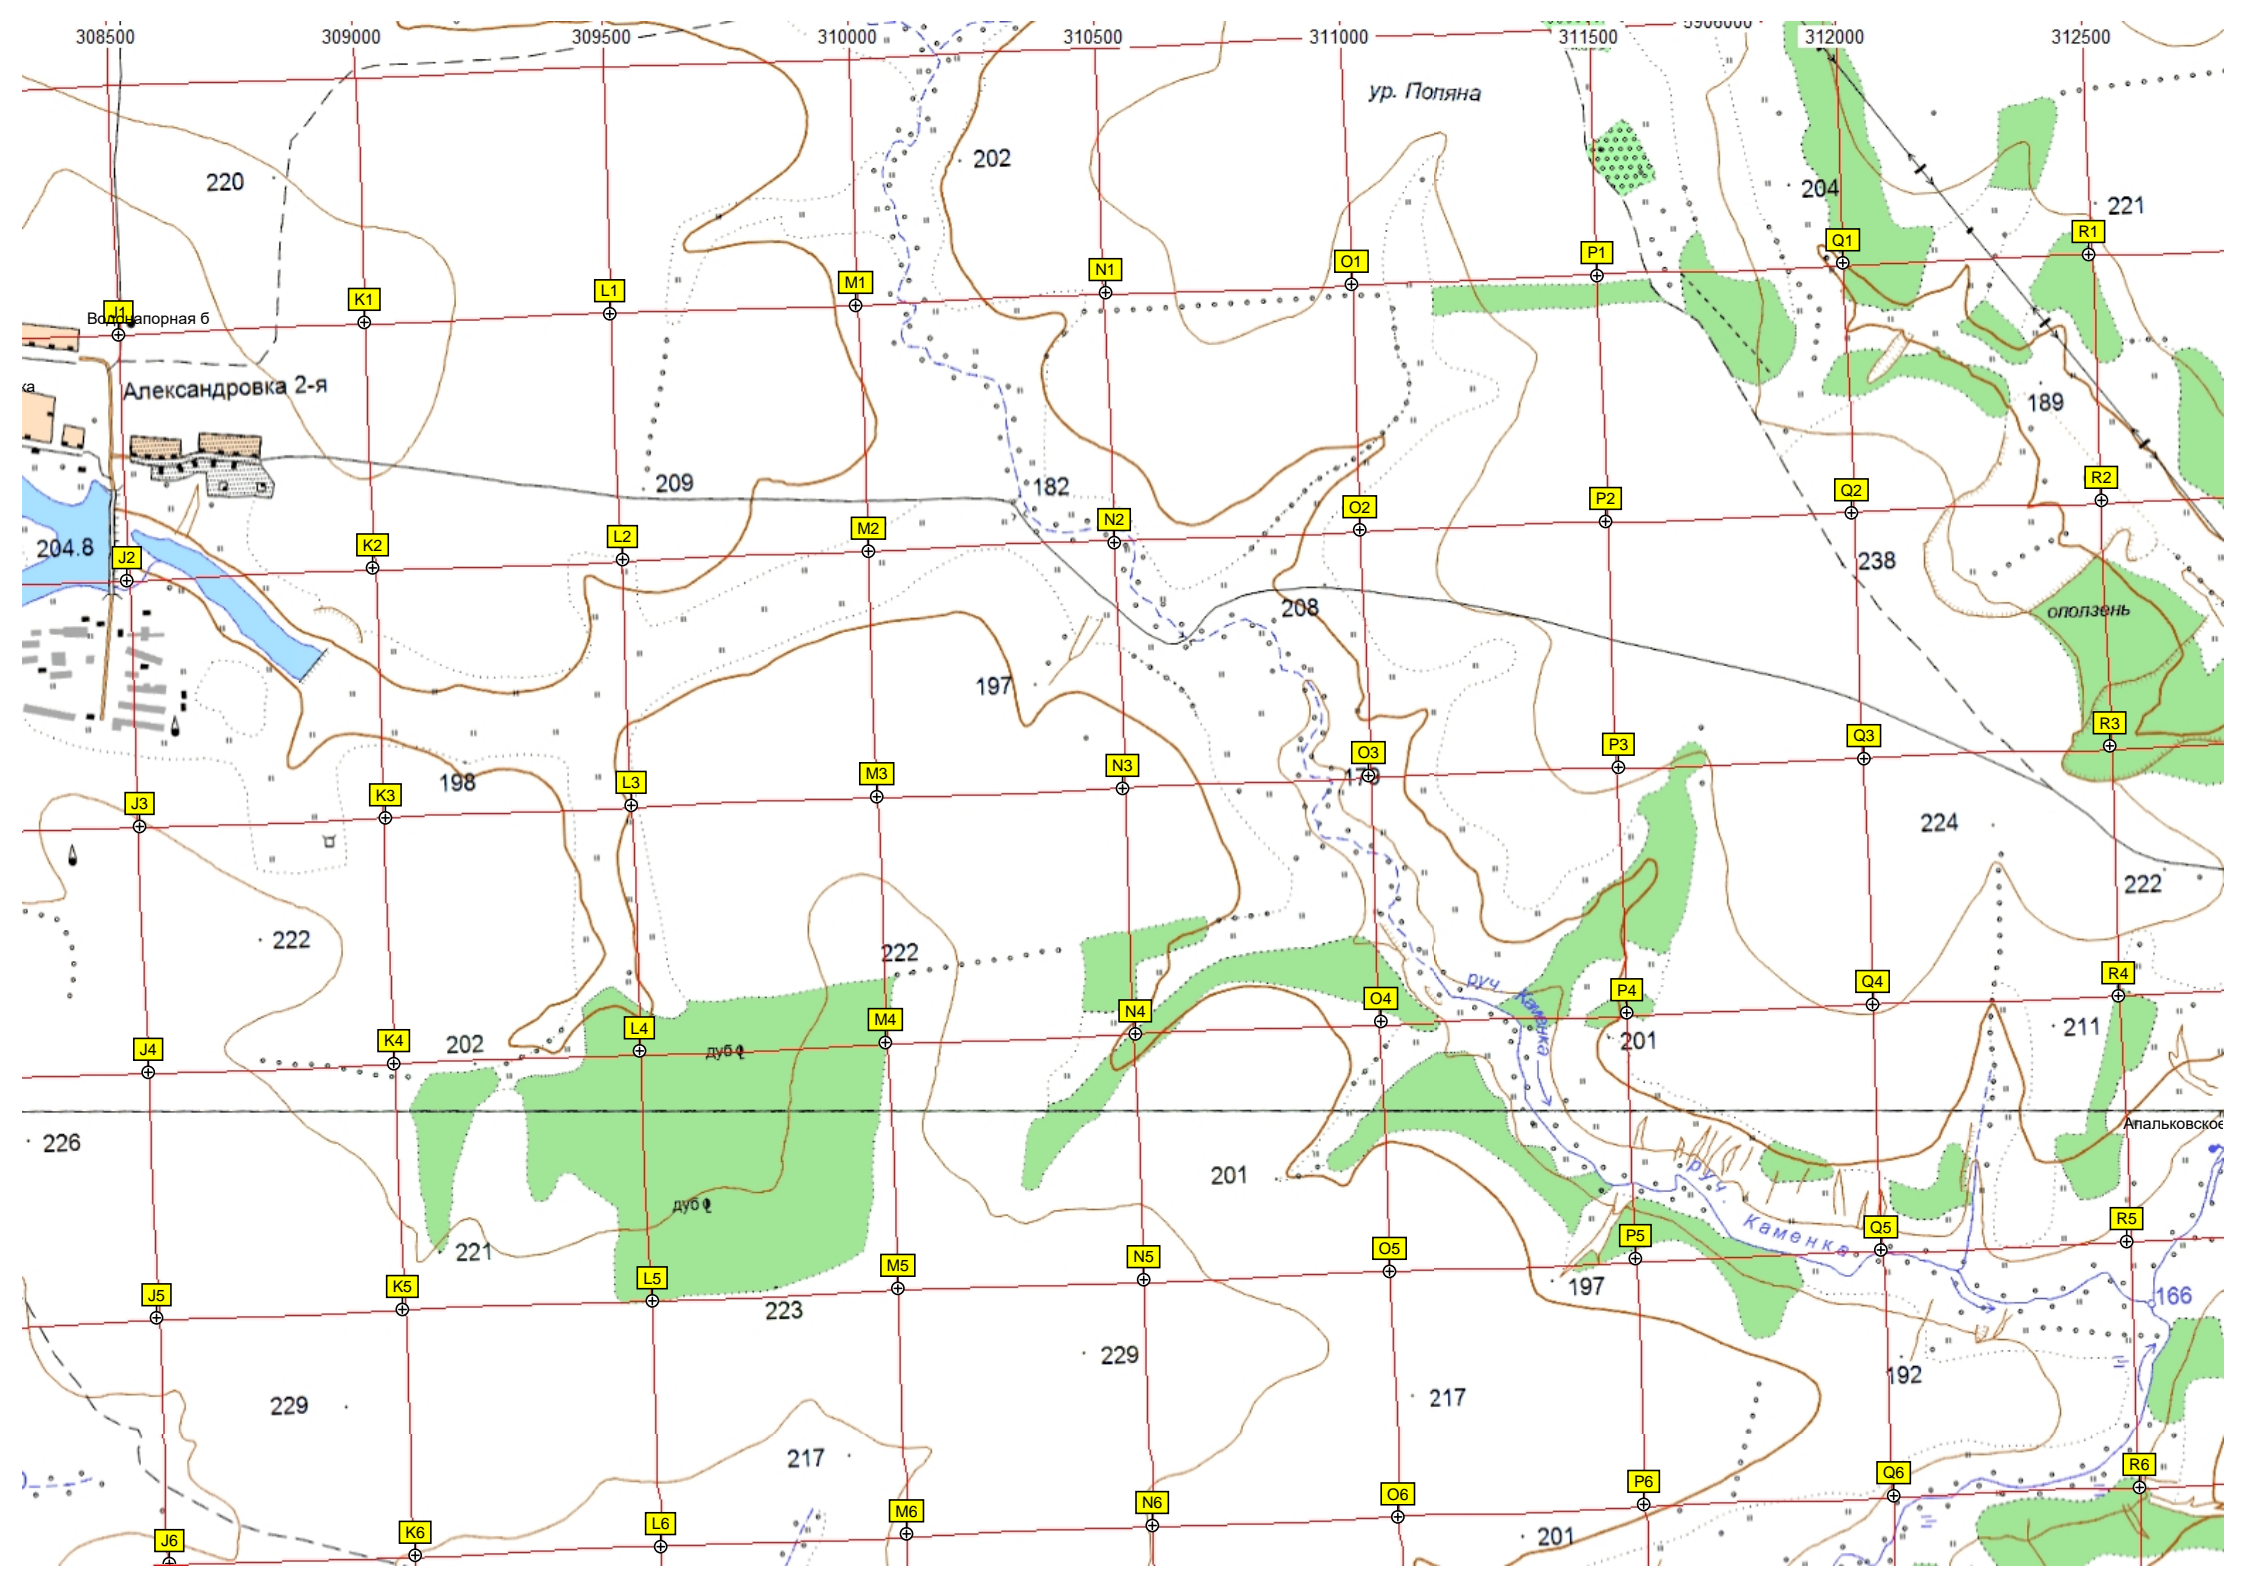 308500 309000 309500 310000 310500 311000 311500 5906000 312000 312500
ур. Попяна
202
220
204
221
J1 K1 L1 M1 N1 O1 P1 Q1 R1
Водонапорная б
ка
Александровка 2-я
189
209
182
204.8
J2 K2 L2 M2 N2 O2 P2 Q2 R2
238
208
оползень
197
198
J3 K3 L3 M3 N3 O3 P3 Q3 R3
224
222
222
222
руч. Каменка
J4 K4 L4 M4 N4 O4 P4 Q4 R4
202
дуб
201
211
226
Апальковское
201
руч. Каменка
дуб
221
J5 K5 L5 M5 N5 O5 P5 Q5 R5
223
197
166
229
192
229
217
217
J6 K6 L6 M6 N6 O6 P6 Q6 R6
201